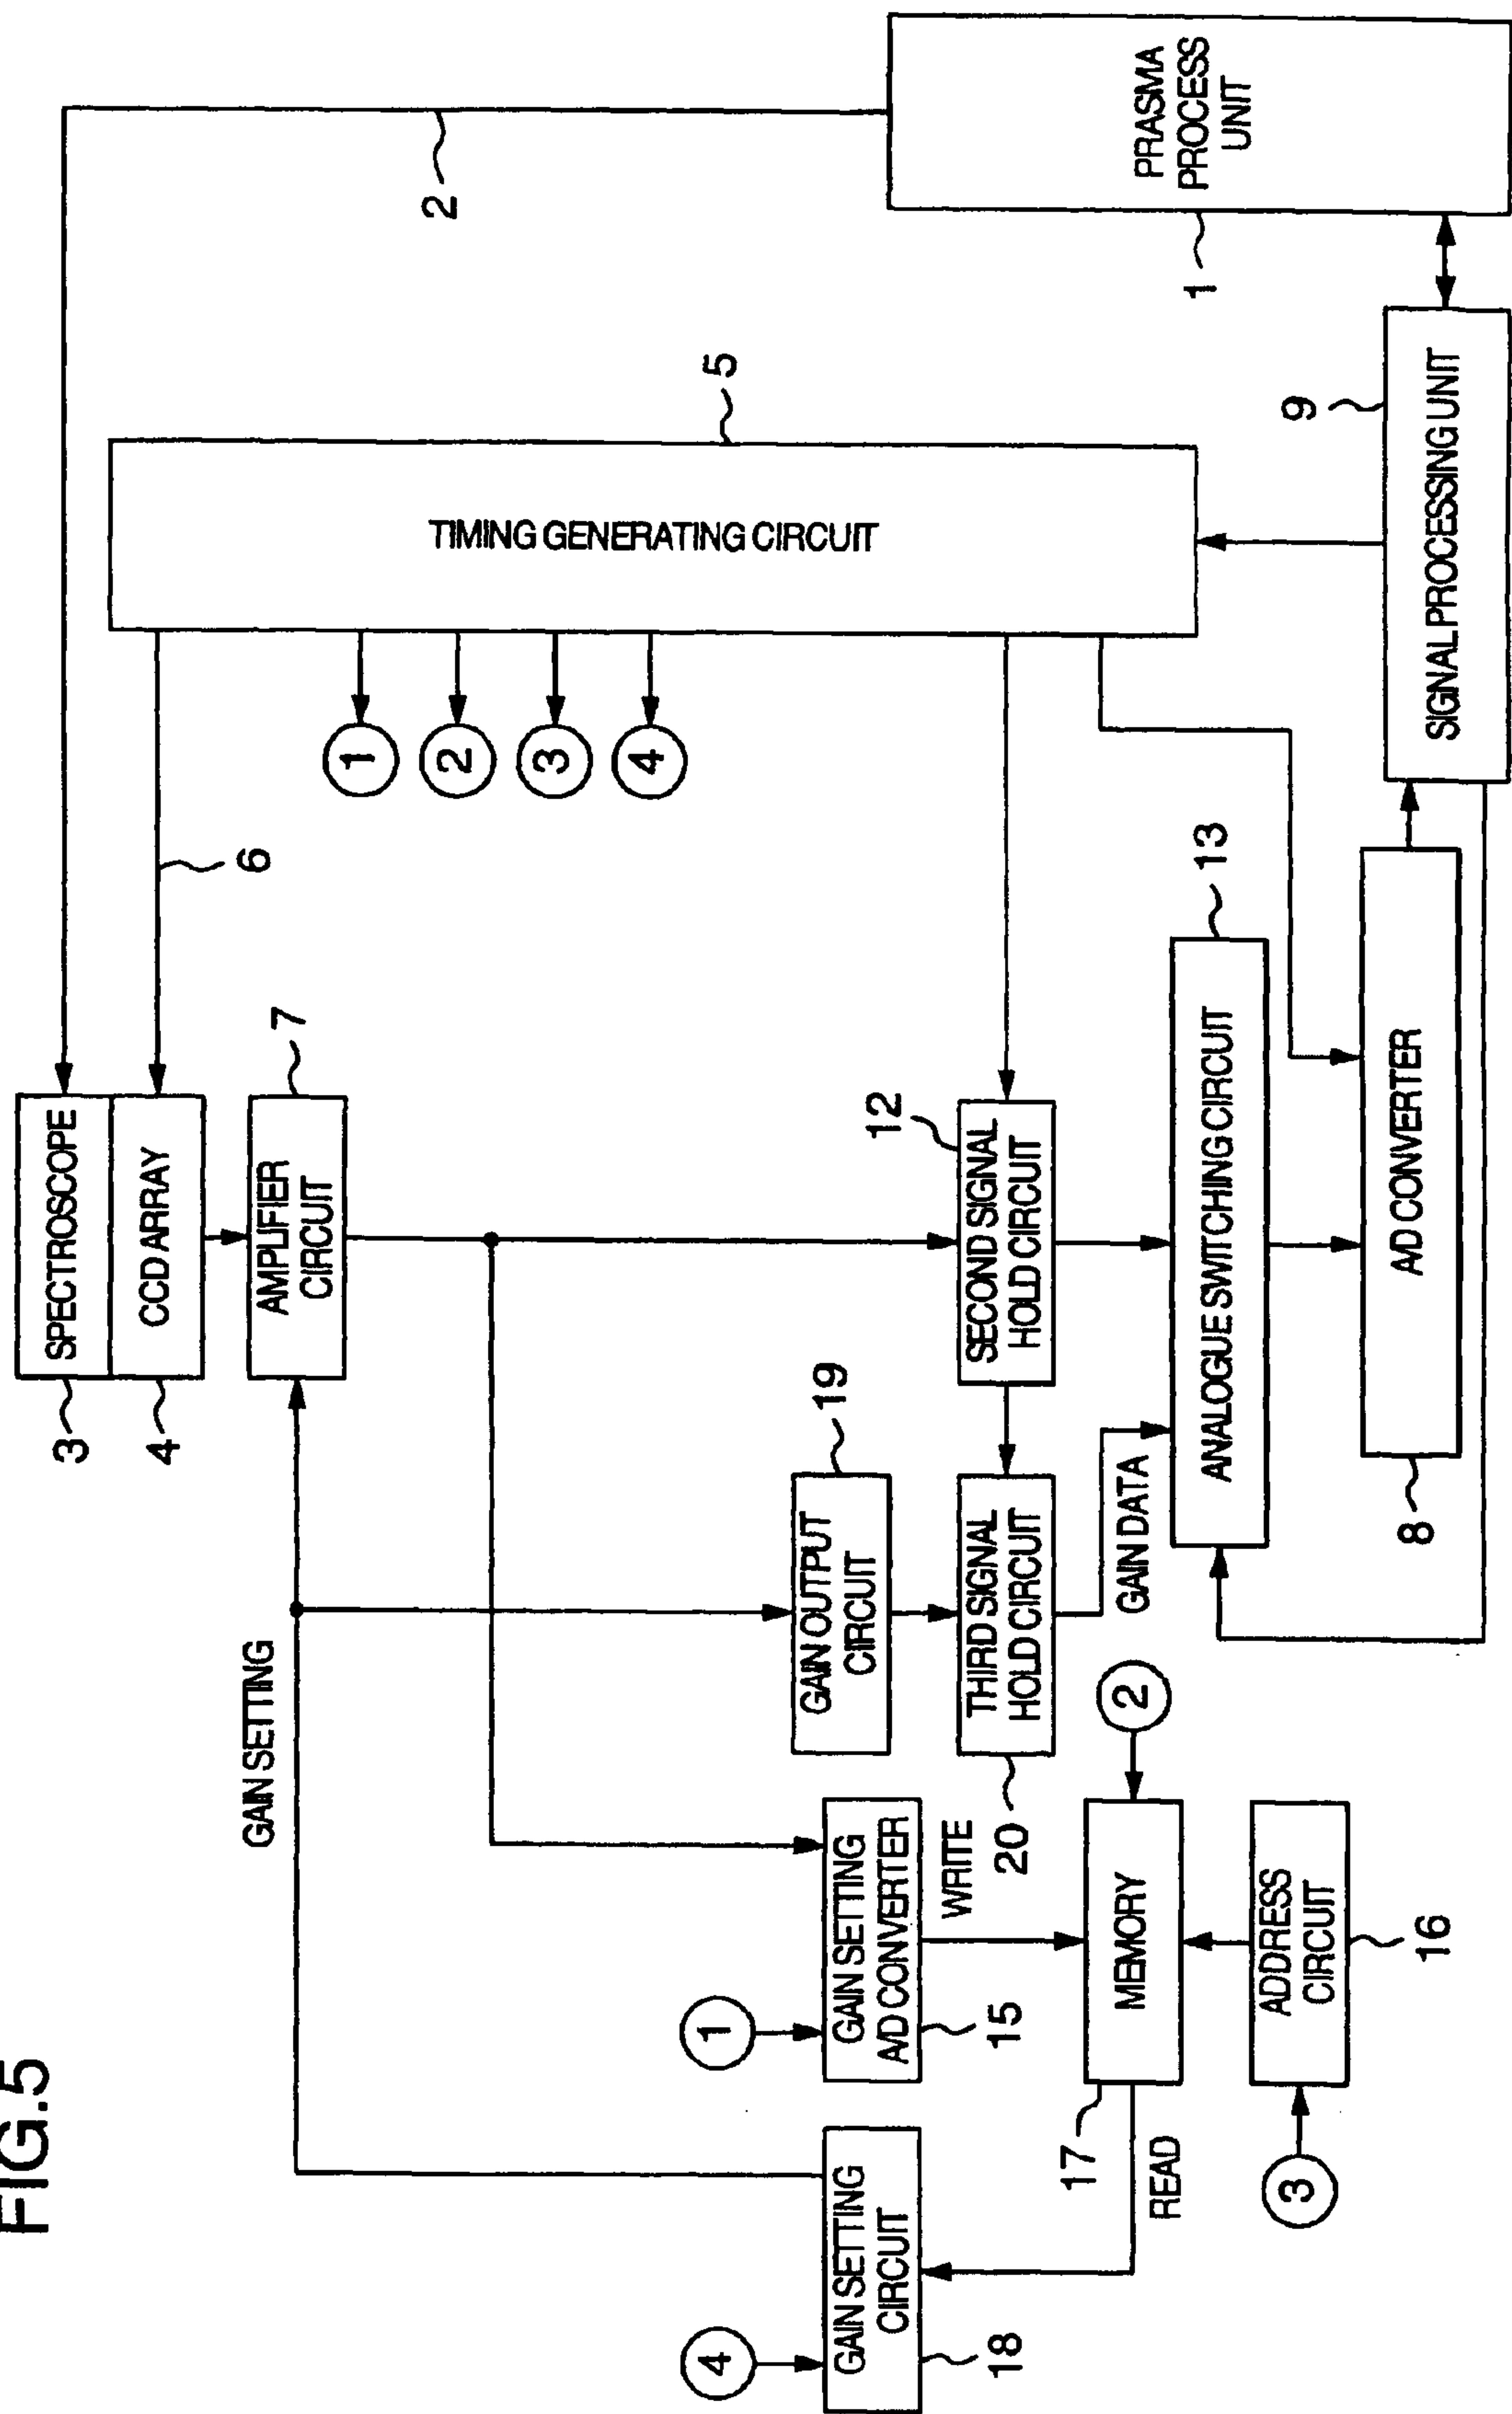 FIG.5
3
SPECTROSCOPE
4
CCD ARRAY
6
2
GAIN SETTING
AMPLIFIER
CIRCUIT
7
1
2
3
4
TIMING GENERATING CIRCUIT
5
4
1
GAIN SETTING
CIRCUIT
18
GAIN SETTING
A/D CONVERTER
15
GAIN OUTPUT
CIRCUIT
19
WRITE
THIRD SIGNAL
HOLD CIRCUIT
20
SECOND SIGNAL
HOLD CIRCUIT
12
17
MEMORY
2
READ
GAIN DATA
ANALOGUE SWITCHING CIRCUIT
13
3
ADDRESS
CIRCUIT
16
8
A/D CONVERTER
SIGNAL PROCESSING UNIT
9
1
PRASMA
PROCESS
UNIT